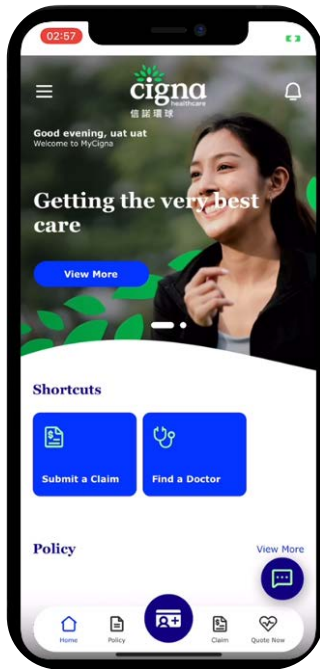 02:57
cigna
healthcare
信諾環球
Good evening, uat uat
Welcome to MyCigna
Getting the very best
care
View More
Shortcuts
Submit a Claim
Find a Doctor
Policy
View More
Home
Policy
Claim
Quote Now